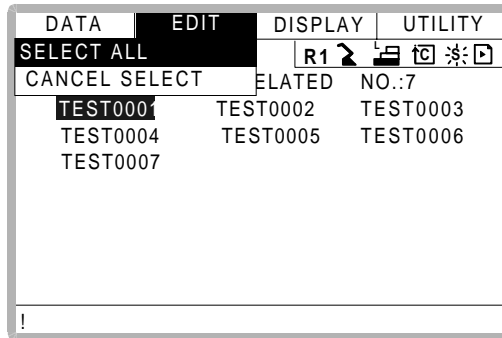 DATA EDIT DISPLAY UTILITY
SELECT ALL R1 C S
CANCEL SELECT ELATED NO.:7
TEST0001 TEST0002 TEST0003
TEST0004 TEST0005 TEST0006
TEST0007
!